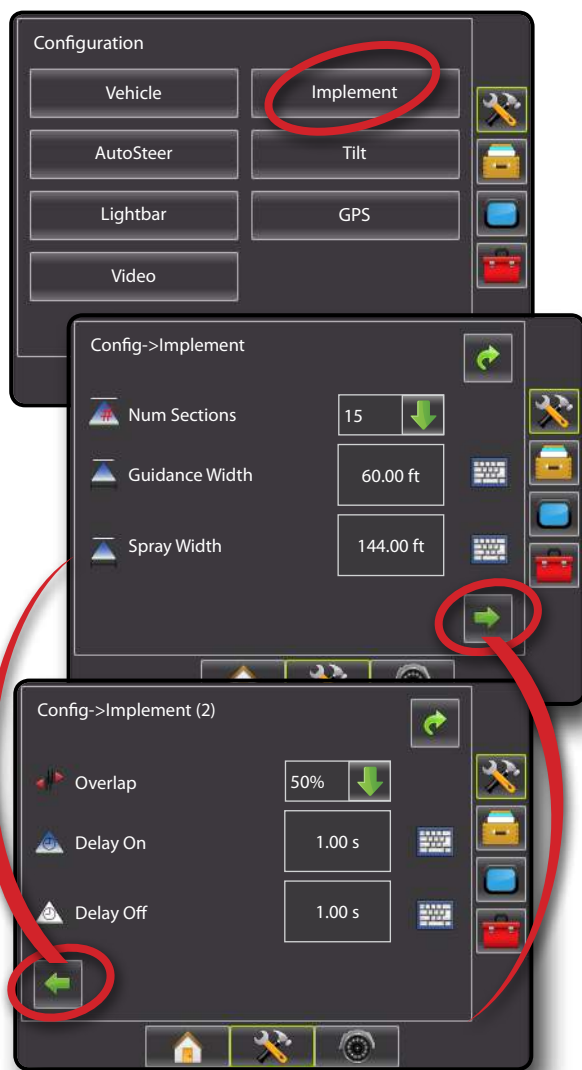 Configuration
Vehicle Implement
AutoSteer Tilt
Lightbar GPS
Video
Config->Implement
Num Sections 15
Guidance Width 60.00 ft
Spray Width 144.00 ft
Config->Implement (2)
Overlap 50%
Delay On 1.00 s
Delay Off 1.00 s